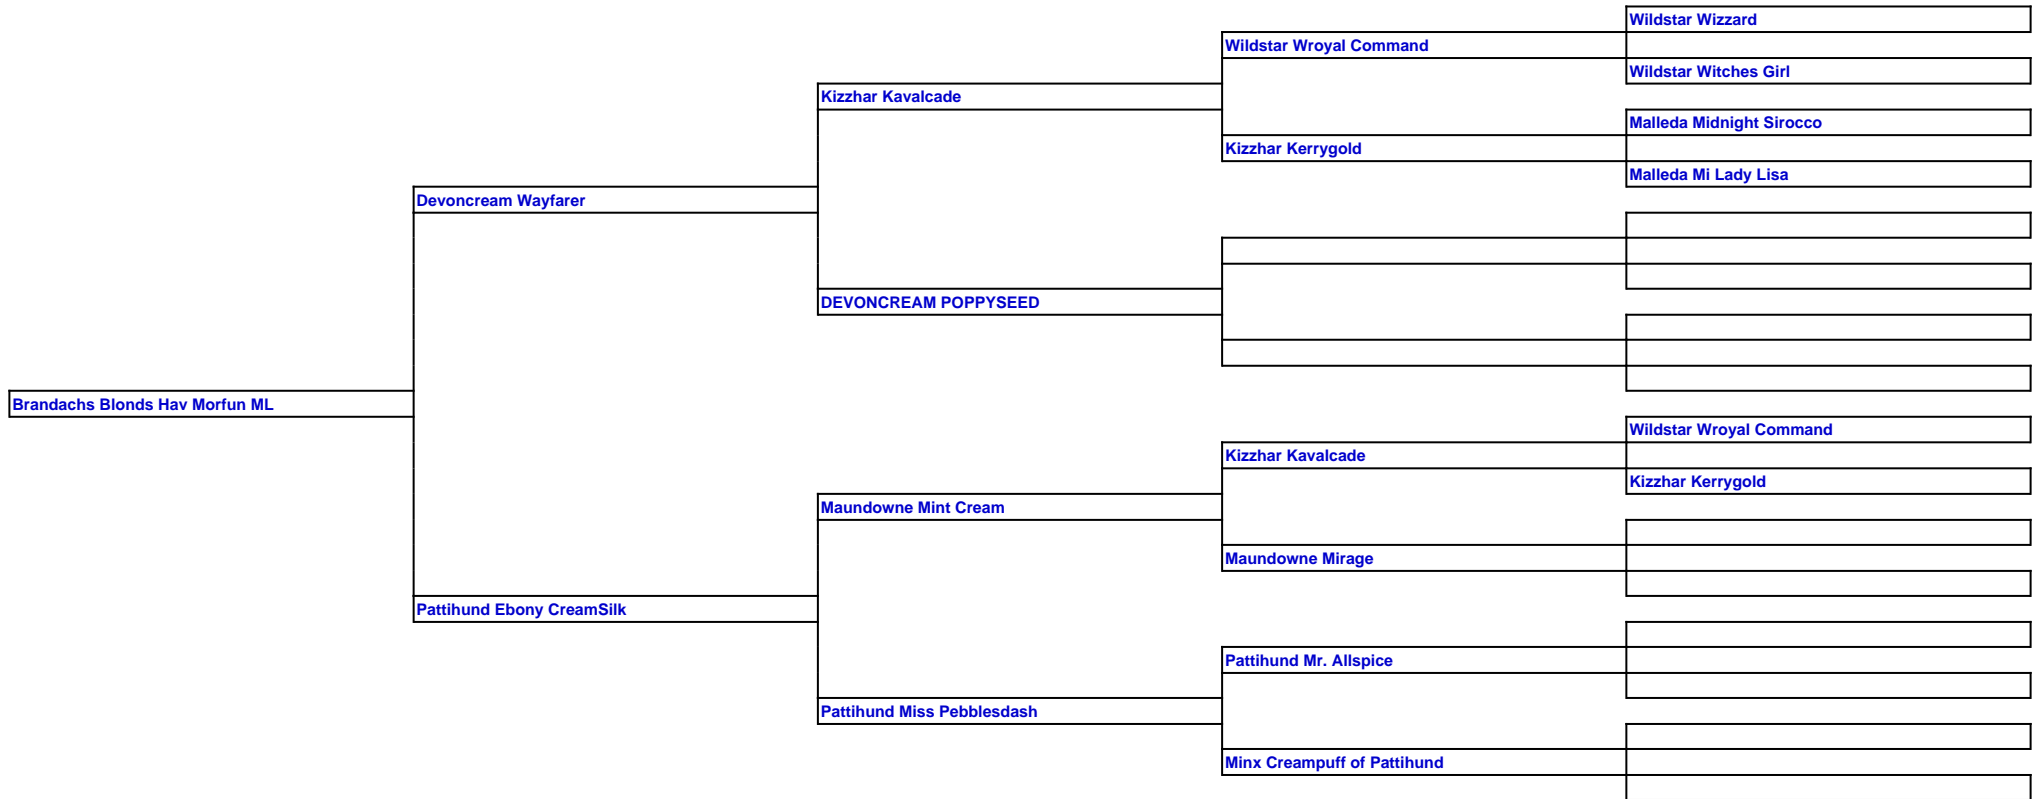 Wildstar Wizzard
Wildstar Wroyal Command
Wildstar Witches Girl
Kizzhar Kavalcade
Malleda Midnight Sirocco
Kizzhar Kerrygold
Malleda Mi Lady Lisa
Devoncream Wayfarer
DEVONCREAM POPPYSEED
Brandachs Blonds Hav Morfun ML
Wildstar Wroyal Command
Kizzhar Kavalcade
Kizzhar Kerrygold
Maundowne Mint Cream
Maundowne Mirage
Pattihund Ebony CreamSilk
Pattihund Mr. Allspice
Pattihund Miss Pebblesdash
Minx Creampuff of Pattihund